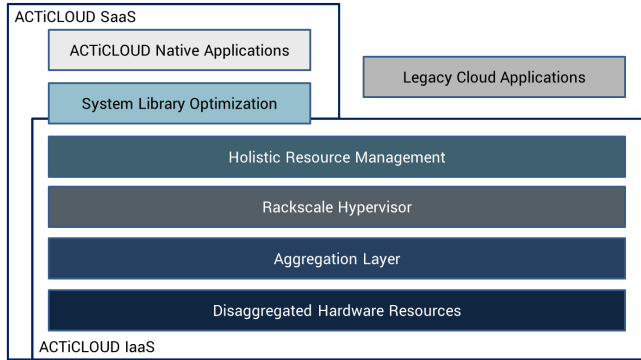 ACTiCLOUD SaaS
ACTiCLOUD Native Applications
Legacy Cloud Applications
System Library Optimization
Holistic Resource Management
Rackscale Hypervisor
Aggregation Layer
Disaggregated Hardware Resources
ACTiCLOUD IaaS